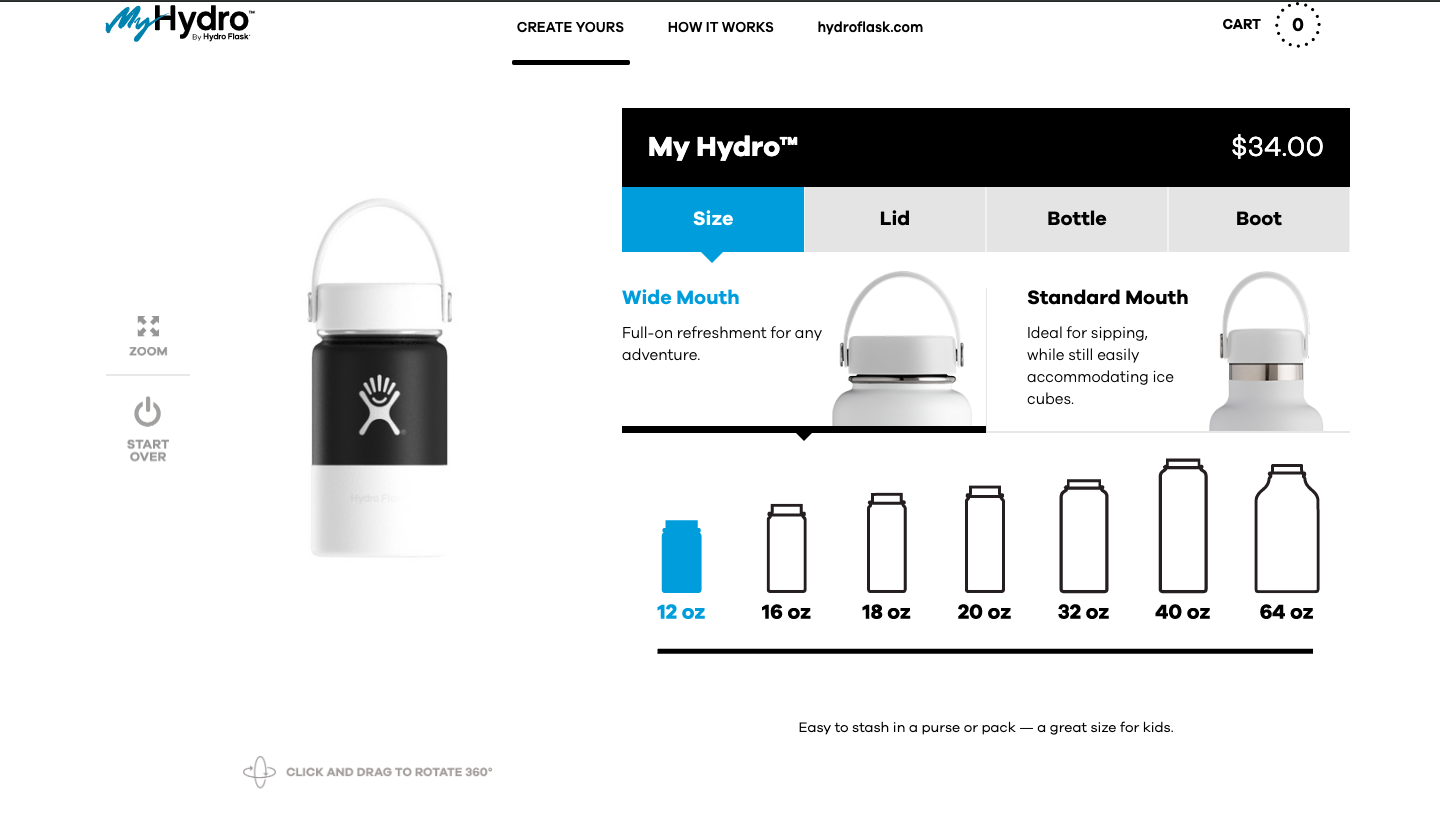 My Hydro™
By Hydro Flask
CREATE YOURS
HOW IT WORKS
hydroflask.com
CART 0
ZOOM
START
OVER
CLICK AND DRAG TO ROTATE 360°
My Hydro™ $34.00
Size Lid Bottle Boot
Wide Mouth
Full-on refreshment for any
adventure.
Standard Mouth
Ideal for sipping,
while still easily
accommodating ice
cubes.
12 oz 16 oz 18 oz 20 oz 32 oz 40 oz 64 oz
Easy to stash in a purse or pack — a great size for kids.